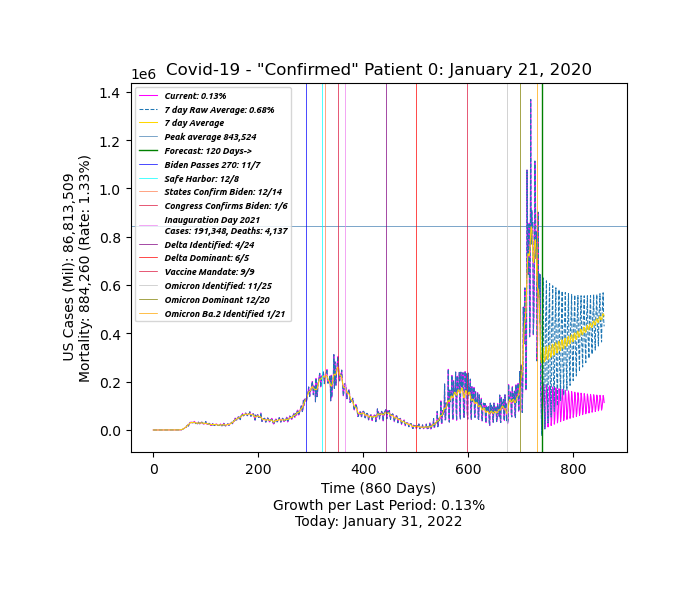 Covid-19 - "Confirmed" Patient 0: January 21, 2020
1e6
1.4
1.2
1.0
0.8
0.6
0.4
0.2
0.0
US Cases (Mil): 86,813,509
Mortality: 884,260 (Rate: 1.33%)
Current: 0.13%
7 day Raw Average: 0.68%
7 day Average
Peak average 843,524
Forecast: 120 Days->
Biden Passes 270: 11/7
Safe Harbor: 12/8
States Confirm Biden: 12/14
Congress Confirms Biden: 1/6
Inauguration Day 2021
Cases: 191,348, Deaths: 4,137
Delta Identified: 4/24
Delta Dominant: 6/5
Vaccine Mandate: 9/9
Omicron Identified: 11/25
Omicron Dominant 12/20
Omicron Ba.2 Identified 1/21
0 200 400 600 800
Time (860 Days)
Growth per Last Period: 0.13%
Today: January 31, 2022